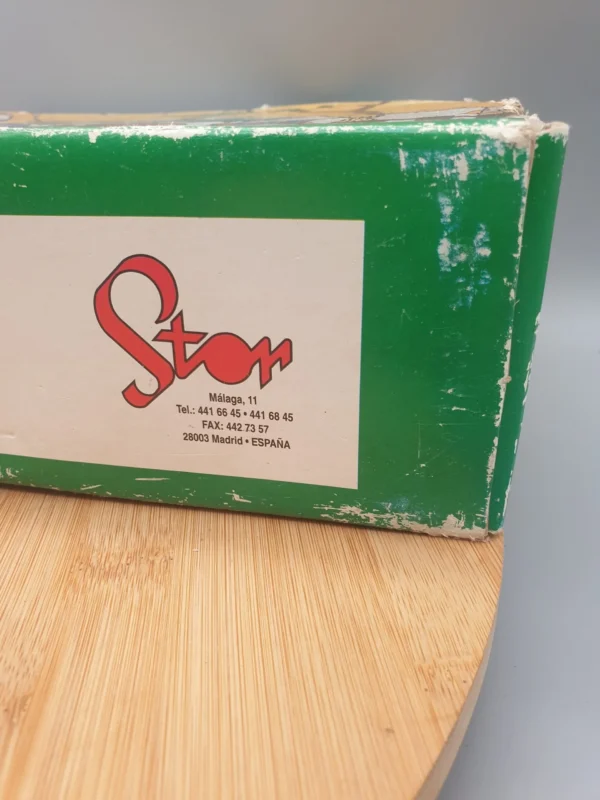 Stor
Málaga, 11
Tel.: 441 66 45 • 441 68 45
FAX: 442 73 57
28003 Madrid • ESPAÑA